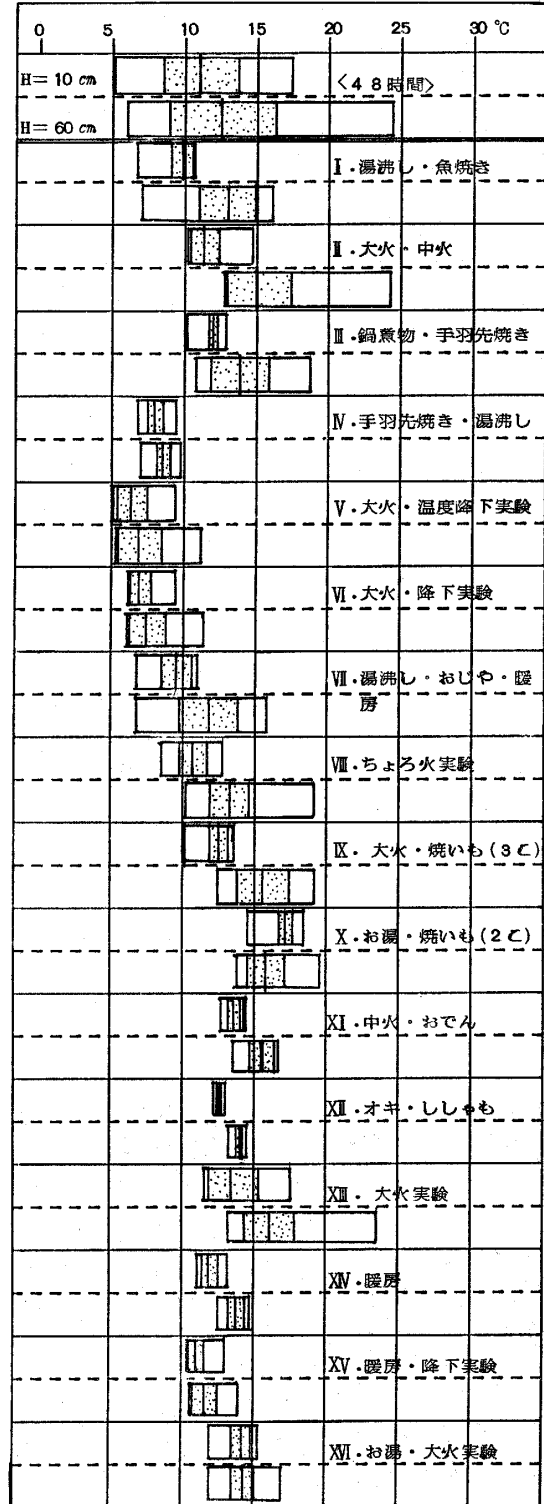 0 5 10 15 20 25 30 ℃
H= 10 cm <48時間>
H= 60 cm
Ⅰ・湯沸し・魚焼き
Ⅱ・大火・中火
Ⅲ・鍋煮物・手羽先焼き
Ⅳ・手羽先焼き・湯沸し
Ⅴ・大火・温度降下実験
Ⅵ・大火・降下実験
Ⅶ・湯沸し・おじや・暖
房
Ⅷ・ちょろ火実験
Ⅸ・大火・焼いも(3で)
Ⅹ・お湯・焼いも(2で)
Ⅺ・中火・おでん
Ⅻ・オキ・ししゃも
XIII・大火実験
XIV・暖房
XV・暖房・降下実験
XVI・お湯・大火実験